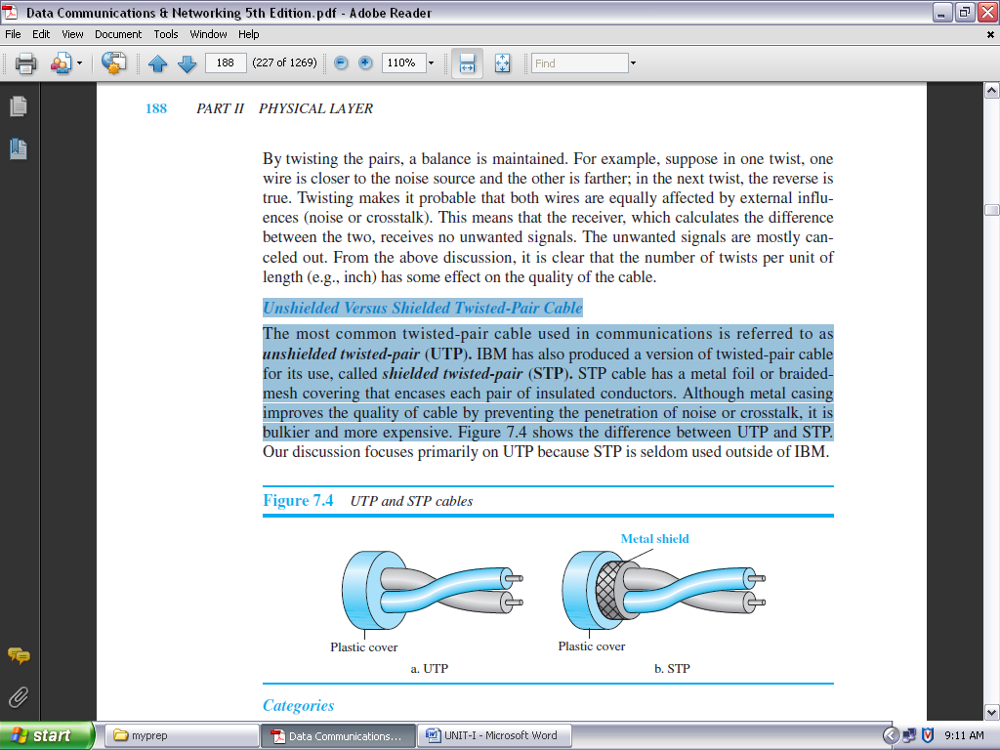 Data Communications & Networking 5th Edition.pdf - Adobe Reader
File Edit View Document Tools Window Help
188 (227 of 1269) 110% Find
188 PART II PHYSICAL LAYER
By twisting the pairs, a balance is maintained. For example, suppose in one twist, one
wire is closer to the noise source and the other is farther; in the next twist, the reverse is
true. Twisting makes it probable that both wires are equally affected by external influ-
ences (noise or crosstalk). This means that the receiver, which calculates the difference
between the two, receives no unwanted signals. The unwanted signals are mostly can-
celed out. From the above discussion, it is clear that the number of twists per unit of
length (e.g., inch) has some effect on the quality of the cable.
Unshielded Versus Shielded Twisted-Pair Cable
The most common twisted-pair cable used in communications is referred to as
unshielded twisted-pair (UTP). IBM has also produced a version of twisted-pair cable
for its use, called shielded twisted-pair (STP). STP cable has a metal foil or braided-
mesh covering that encases each pair of insulated conductors. Although metal casing
improves the quality of cable by preventing the penetration of noise or crosstalk, it is
bulkier and more expensive. Figure 7.4 shows the difference between UTP and STP.
Our discussion focuses primarily on UTP because STP is seldom used outside of IBM.
Figure 7.4 UTP and STP cables
Metal shield
Plastic cover
Plastic cover
a. UTP
b. STP
Categories
start myprep Data Communications... UNIT-I - Microsoft Word 9:11 AM